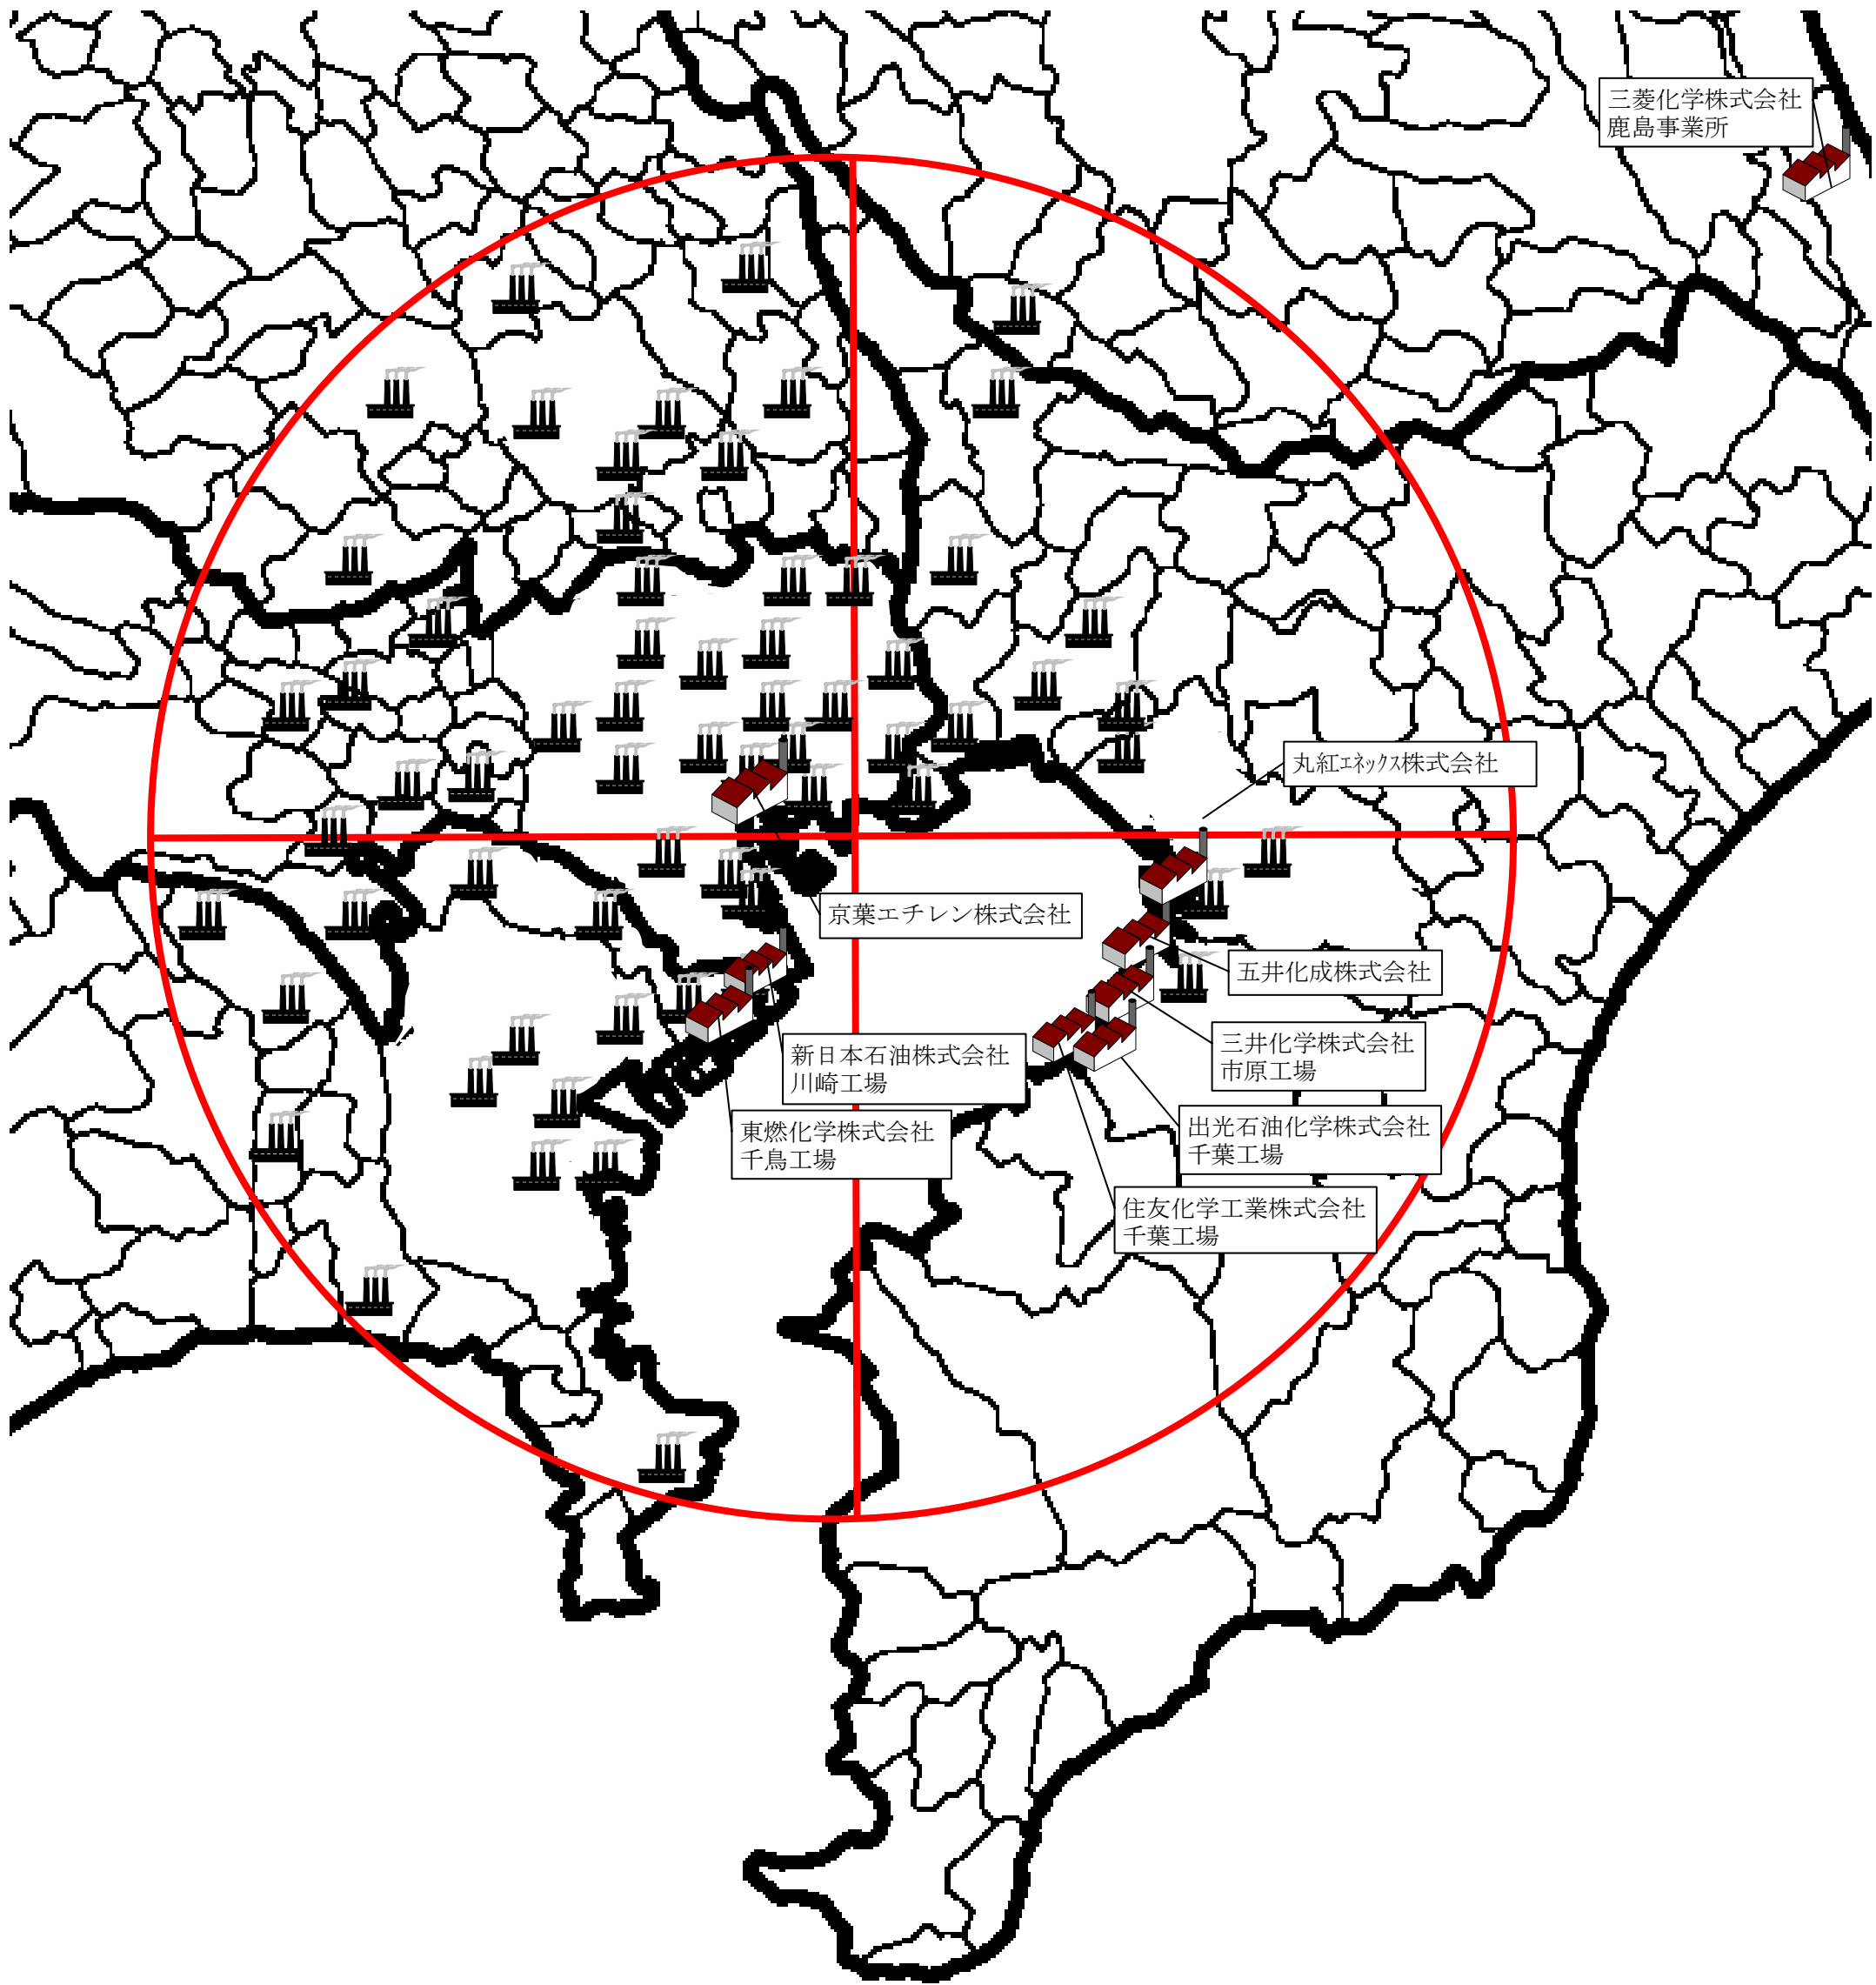 三菱化学株式会社
鹿島事業所
丸紅ｴﾈｯｸｽ株式会社
京葉エチレン株式会社
五井化成株式会社
三井化学株式会社
市原工場
新日本石油株式会社
川崎工場
出光石油化学株式会社
千葉工場
東燃化学株式会社
千鳥工場
住友化学工業株式会社
千葉工場